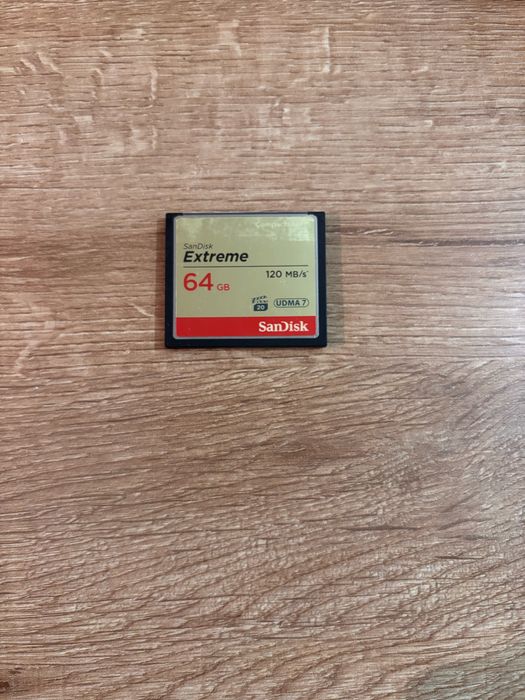 SanDisk
Extreme
120 MB/s*
64 GB
20
UDMA 7
SanDisk